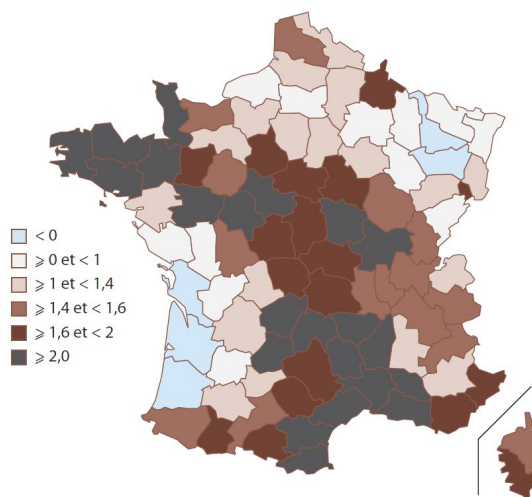 < 0
⩾ 0 et < 1
⩾ 1 et < 1,4
⩾ 1,4 et < 1,6
⩾ 1,6 et < 2
⩾ 2,0